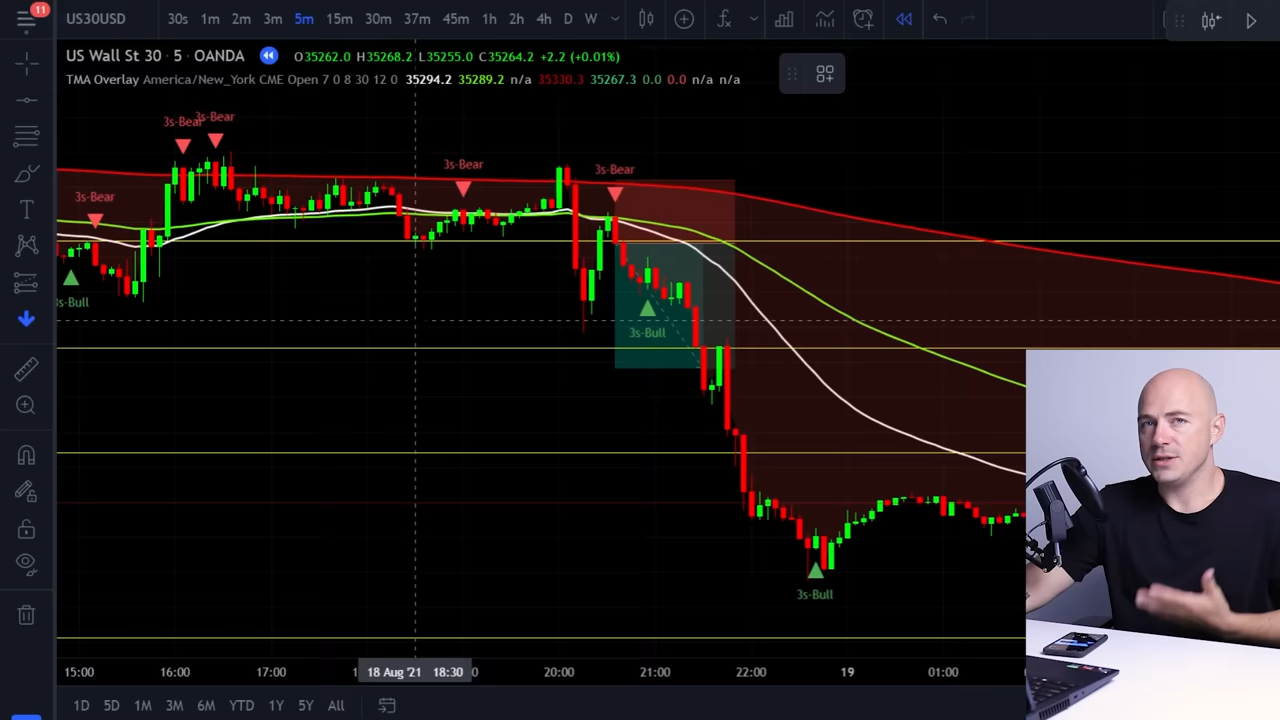 11
US30USD 30s 1m 2m 3m 5m 15m 30m 37m 45m 1h 2h 4h D W
US Wall St 30 · 5 · OANDA O35262.0 H35268.2 L35255.0 C35264.2 +2.2 (+0.01%)
TMA Overlay America/New_York CME Open 7 0 8 30 12 0 35294.2 35289.2 n/a 35330.3 35267.3 0.0 0.0 n/a n/a
3s-Bear
3s-Bear
3s-Bear
3s-Bear
3s-Bear
s-Bull
3s-Bull
3s-Bull
15:00 16:00 17:00 1 18 Aug '21 18:30 0 20:00 21:00 22:00 19 01:00
1D 5D 1M 3M 6M YTD 1Y 5Y All